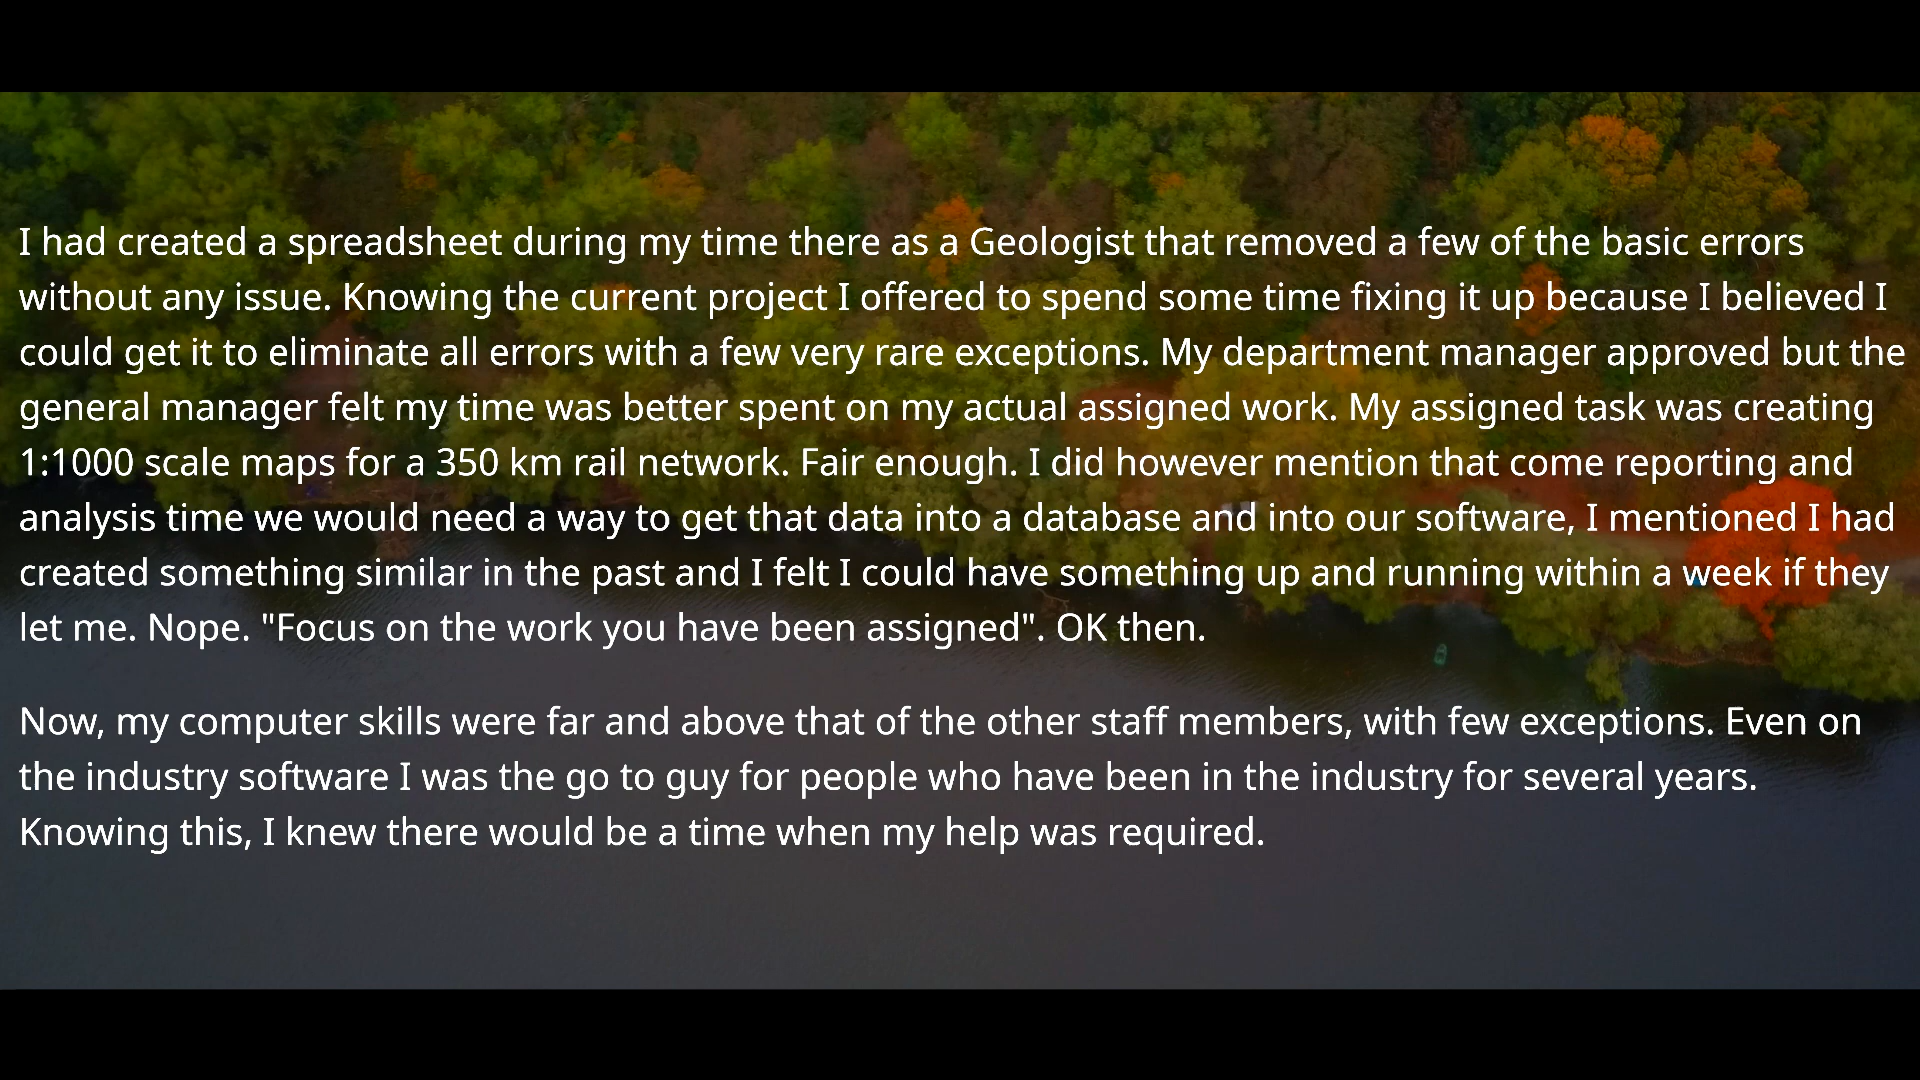 I had created a spreadsheet during my time there as a Geologist that removed a few of the basic errors
without any issue. Knowing the current project I offered to spend some time fixing it up because I believed I
could get it to eliminate all errors with a few very rare exceptions. My department manager approved but the
general manager felt my time was better spent on my actual assigned work. My assigned task was creating
1:1000 scale maps for a 350 km rail network. Fair enough. I did however mention that come reporting and
analysis time we would need a way to get that data into a database and into our software, I mentioned I had
created something similar in the past and I felt I could have something up and running within a week if they
let me. Nope. "Focus on the work you have been assigned". OK then.
Now, my computer skills were far and above that of the other staff members, with few exceptions. Even on
the industry software I was the go to guy for people who have been in the industry for several years.
Knowing this, I knew there would be a time when my help was required.